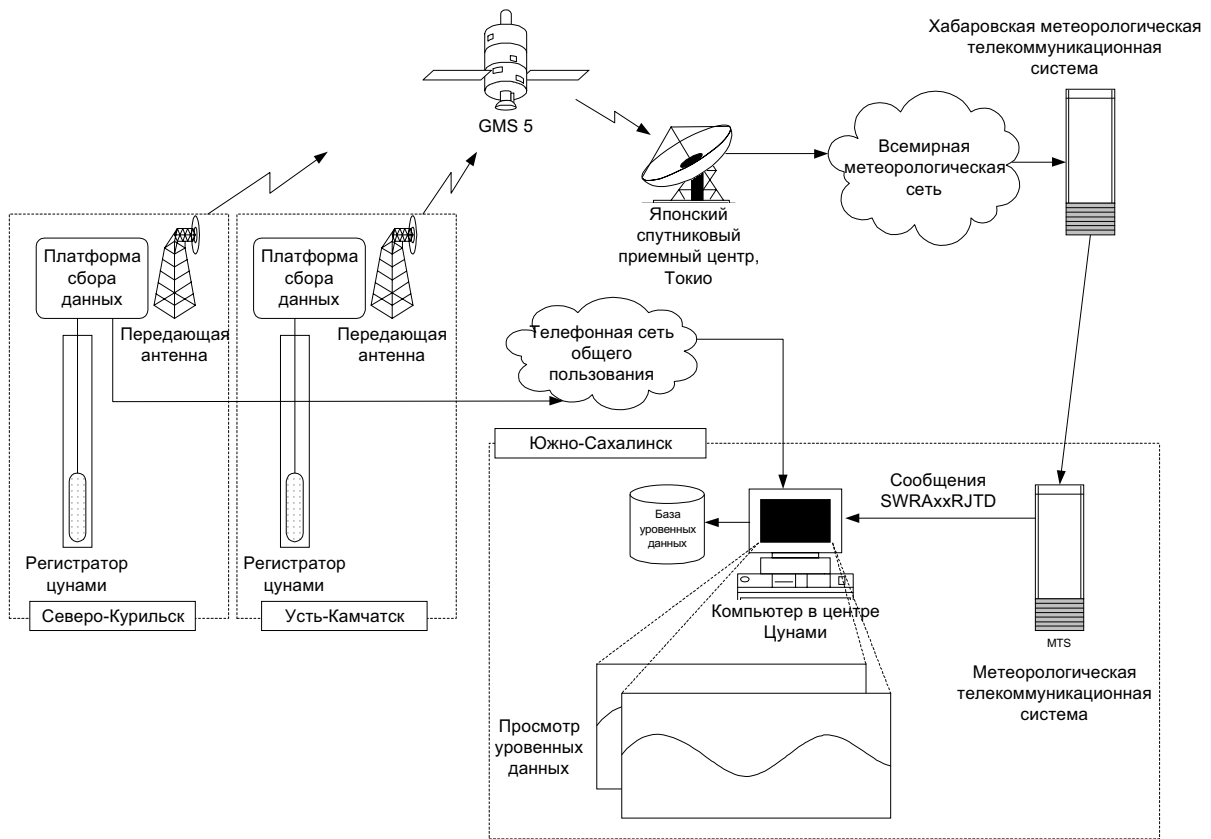 Хабаровская метеорологическая
телекоммуникационная
система
GMS 5
Всемирная
метеорологическая
сеть
Японский
спутниковый
приемный центр,
Токио
Платформа
сбора
данных
Передающая
антенна
Платформа
сбора
данных
Передающая
антенна
Телефонная сеть
общего
пользования
Регистратор
цунами
Северо-Курильск
Регистратор
цунами
Усть-Камчатск
Южно-Сахалинск
База
уровенных
данных
Сообщения
SWRAxxRJTD
Компьютер в центре
Цунами
MTS
Метеорологическая
телекоммуникационная
система
Просмотр
уровенных
данных